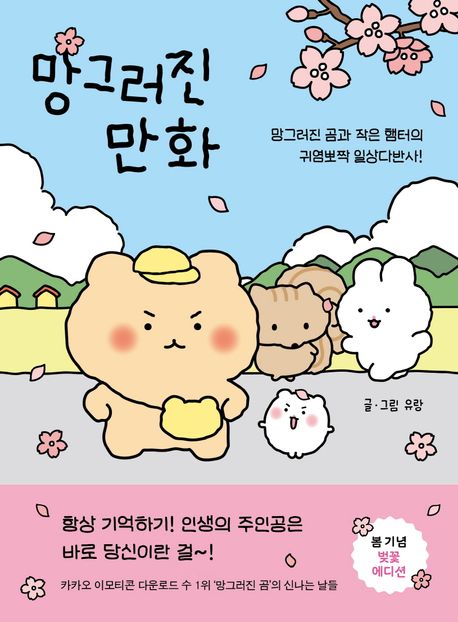 망그러진
만화
망그러진 곰과 작은 햄터의
귀염뽀짝 일상다반사!
글·그림 유랑
항상 기억하기! 인생의 주인공은
바로 당신이란 걸~!
카카오 이모티콘 다운로드 수 1위 ‘망그러진 곰’의 신나는 날들
봄 기념
벚꽃
에디션